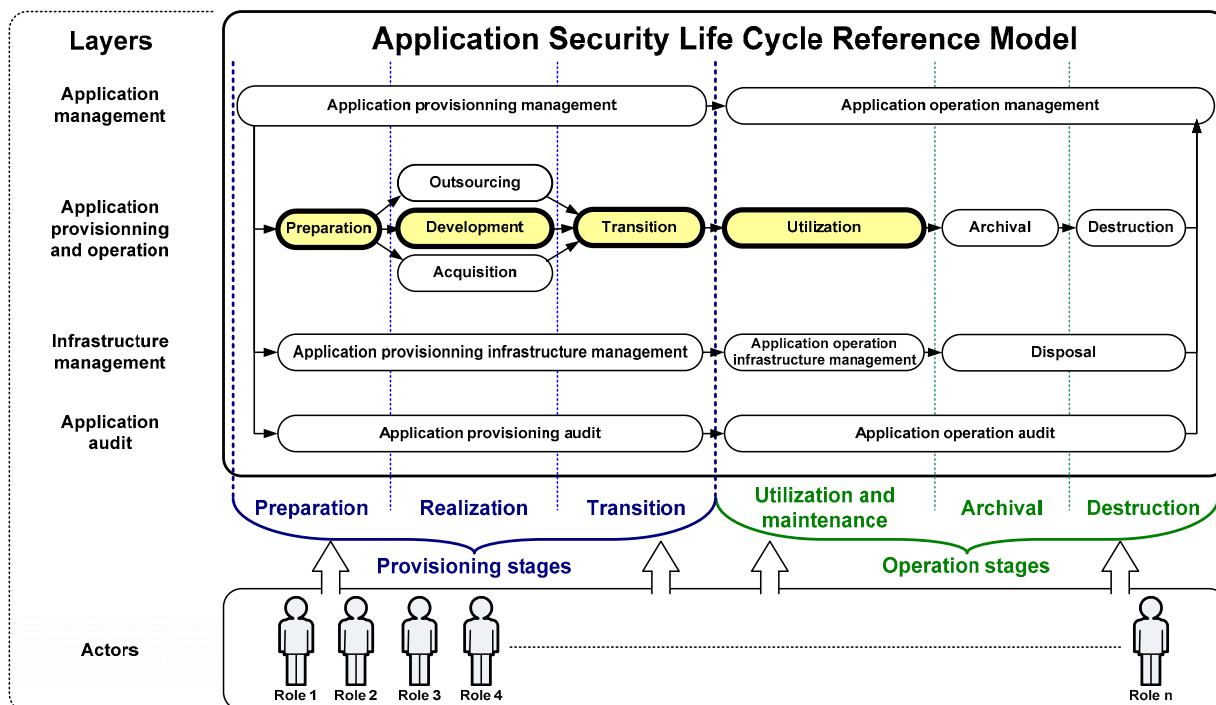 Layers
Application Security Life Cycle Reference Model
Application
management
Application provisionning management
Application operation management
Application
provisionning
and operation
Outsourcing
Preparation
Development
Transition
Utilization
Archival
Destruction
Acquisition
Infrastructure
management
Application provisionning infrastructure management
Application operation
infrastructure management
Disposal
Application
audit
Application provisioning audit
Application operation audit
Preparation
Realization
Transition
Utilization and
maintenance
Archival
Destruction
Provisioning stages
Operation stages
Actors
Role 1
Role 2
Role 3
Role 4
Role n